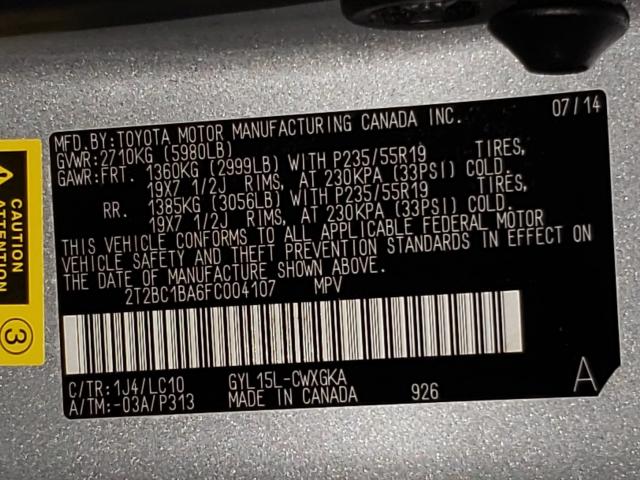 MFD.BY:TOYOTA MOTOR MANUFACTURING CANADA INC. 07/14
GVWR:2710KG (5980LB)
GAWR:FRT. 1360KG (2999LB) WITH P235/55R19 TIRES,
19X7 1/2J RIMS, AT 230KPA (33PSI) COLD.
RR. 1385KG (3056LB) WITH P235/55R19 TIRES,
19X7 1/2J RIMS, AT 230KPA (33PSI) COLD.
THIS VEHICLE CONFORMS TO ALL APPLICABLE FEDERAL MOTOR
VEHICLE SAFETY AND THEFT PREVENTION STANDARDS IN EFFECT ON
THE DATE OF MANUFACTURE SHOWN ABOVE.
2T2BC1BA6FC004107 MPV
C/TR:1J4/LC10 GYL15L-CWXGKA
A/TM:-03A/P313 MADE IN CANADA 926 A
CAUTION
ATTENTION
3